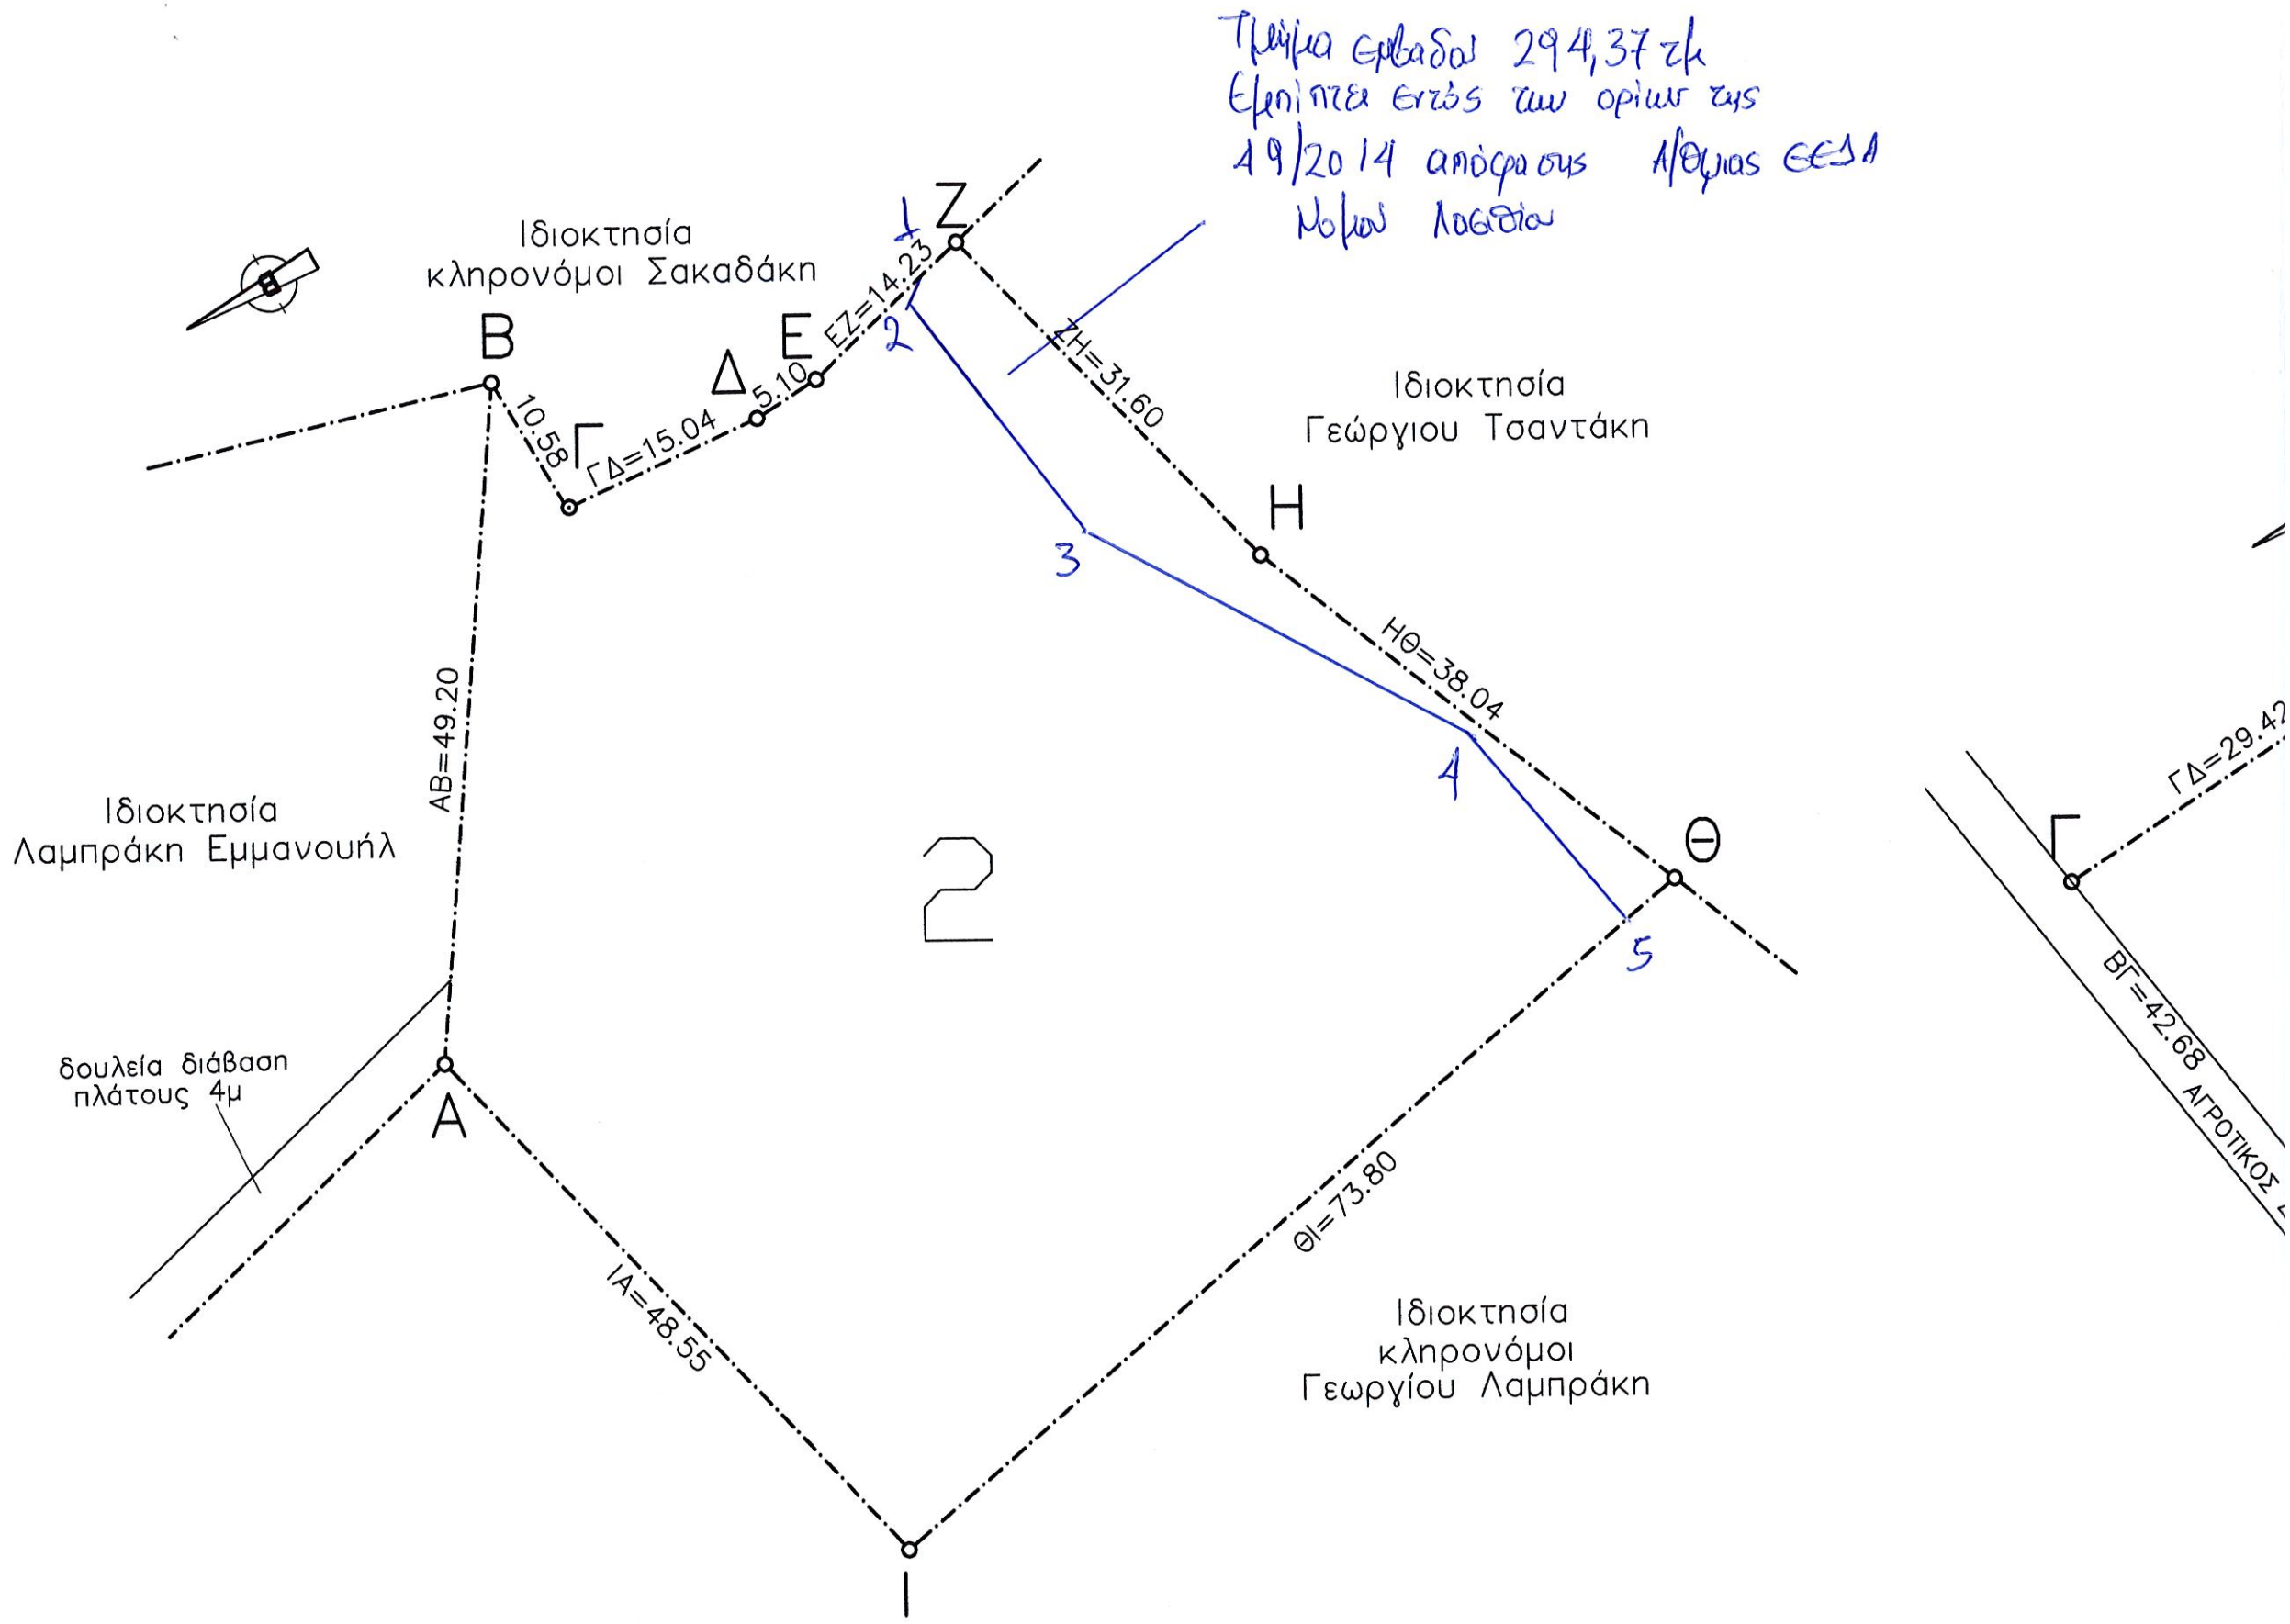 Τμήμα εμβαδού 294,37 τμ
Εμπίπτει εντός των ορίων της
19/2014 απόφασης Α/θμιας ΕΕΔΑ
Νομού Λασιθίου
1
Ζ
Ιδιοκτησία
κληρονόμοι Σακαδάκη
Β
Β
10.58
Γ
ΓΔ=15.04
Δ
5.10
Ε
ΕΖ=14.23
2
ΖΗ=31.60
Ιδιοκτησία
Γεώργιου Τσαντάκη
Η
3
ΗΘ=38.04
4
Θ
5
ΑΒ=49.20
Ιδιοκτησία
Λαμπράκη Εμμανουήλ
2
δουλεία διάβαση
πλάτους 4μ
Α
ΙΑ=48.55
ΘΙ=73.80
Ιδιοκτησία
κληρονόμοι
Γεωργίου Λαμπράκη
Ι
ΓΔ=29.42
Γ
ΒΓ=42.68 ΑΓΡΟΤΙΚΟΣ